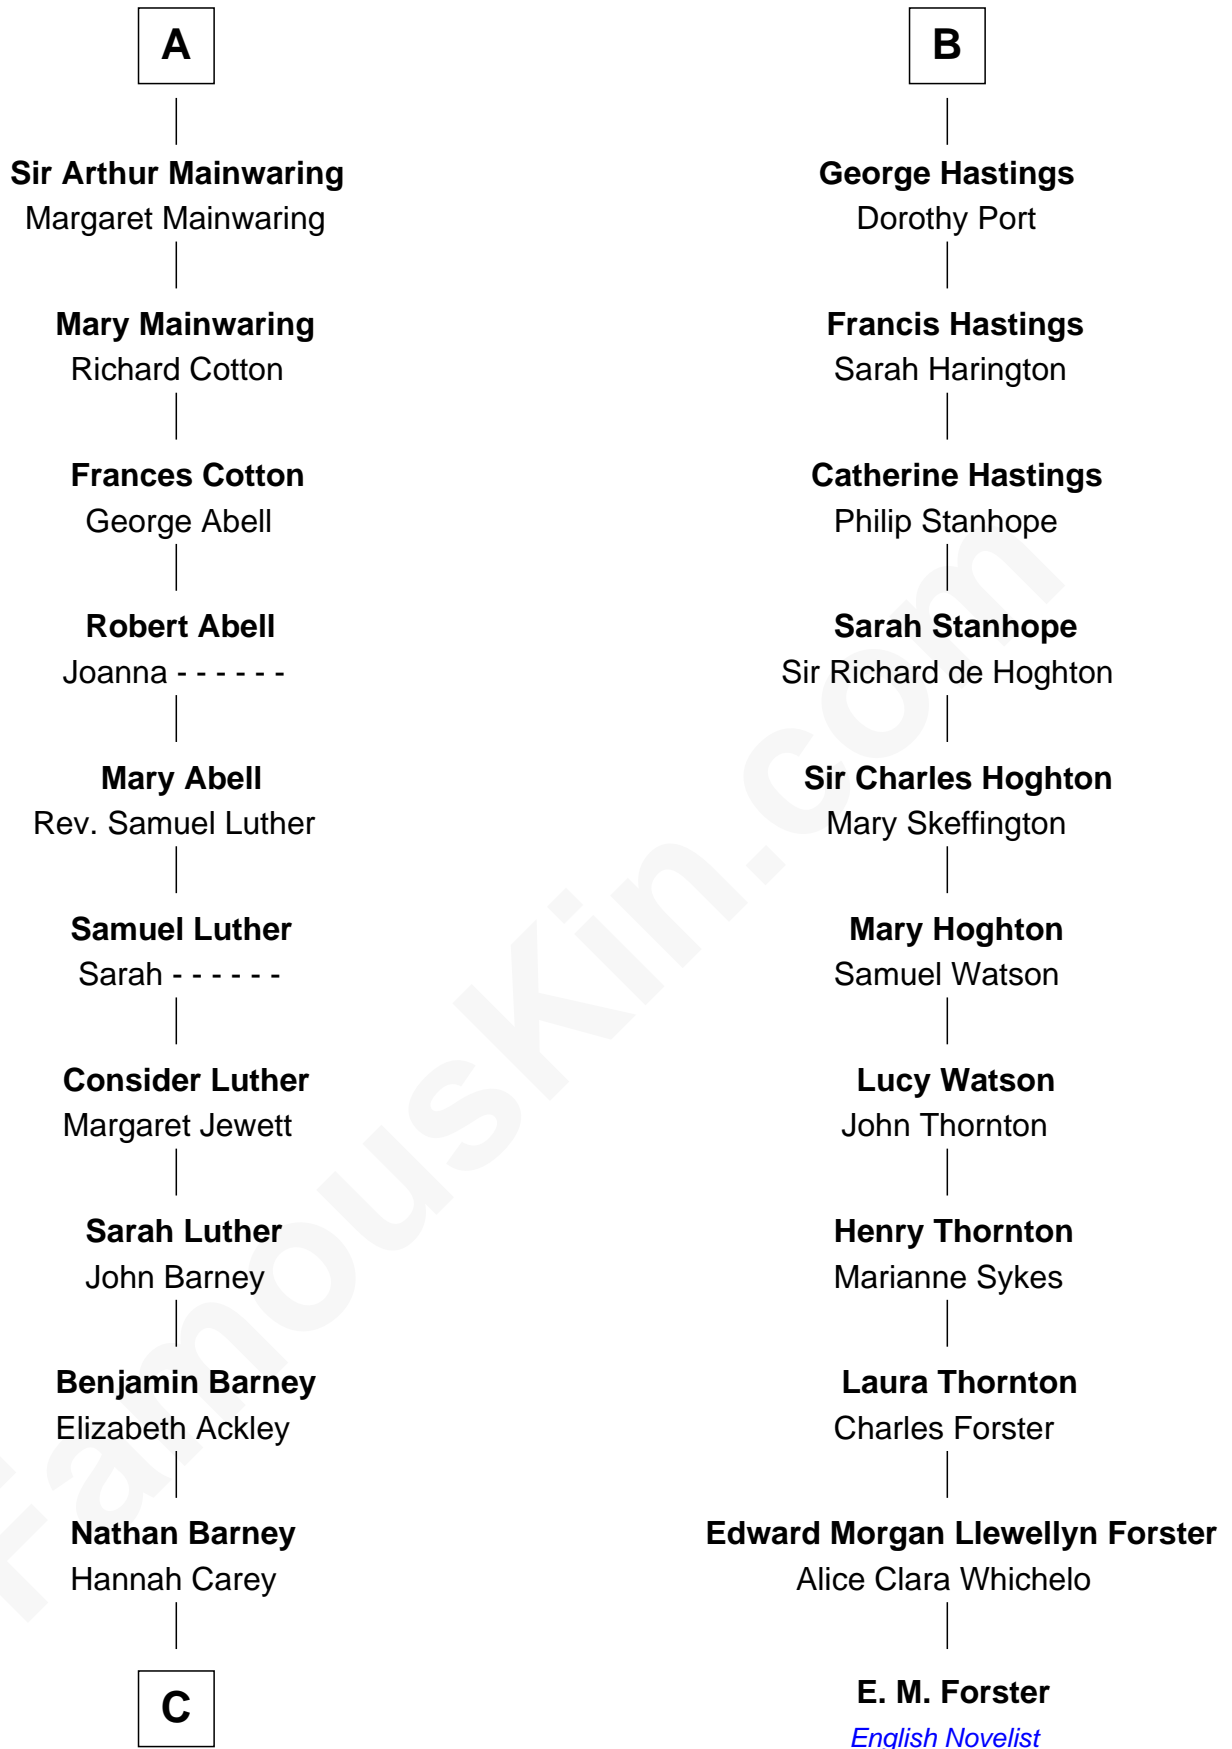 A
Sir Arthur Mainwaring
Margaret Mainwaring
Mary Mainwaring
Richard Cotton
Frances Cotton
George Abell
Robert Abell
Joanna - - - - - -
Mary Abell
Rev. Samuel Luther
Samuel Luther
Sarah - - - - - -
Consider Luther
Margaret Jewett
Sarah Luther
John Barney
Benjamin Barney
Elizabeth Ackley
Nathan Barney
Hannah Carey
C
B
George Hastings
Dorothy Port
Francis Hastings
Sarah Harington
Catherine Hastings
Philip Stanhope
Sarah Stanhope
Sir Richard de Hoghton
Sir Charles Hoghton
Mary Skeffington
Mary Hoghton
Samuel Watson
Lucy Watson
John Thornton
Henry Thornton
Marianne Sykes
Laura Thornton
Charles Forster
Edward Morgan Llewellyn Forster
Alice Clara Whichelo
E. M. Forster
English Novelist
FamousKin.com